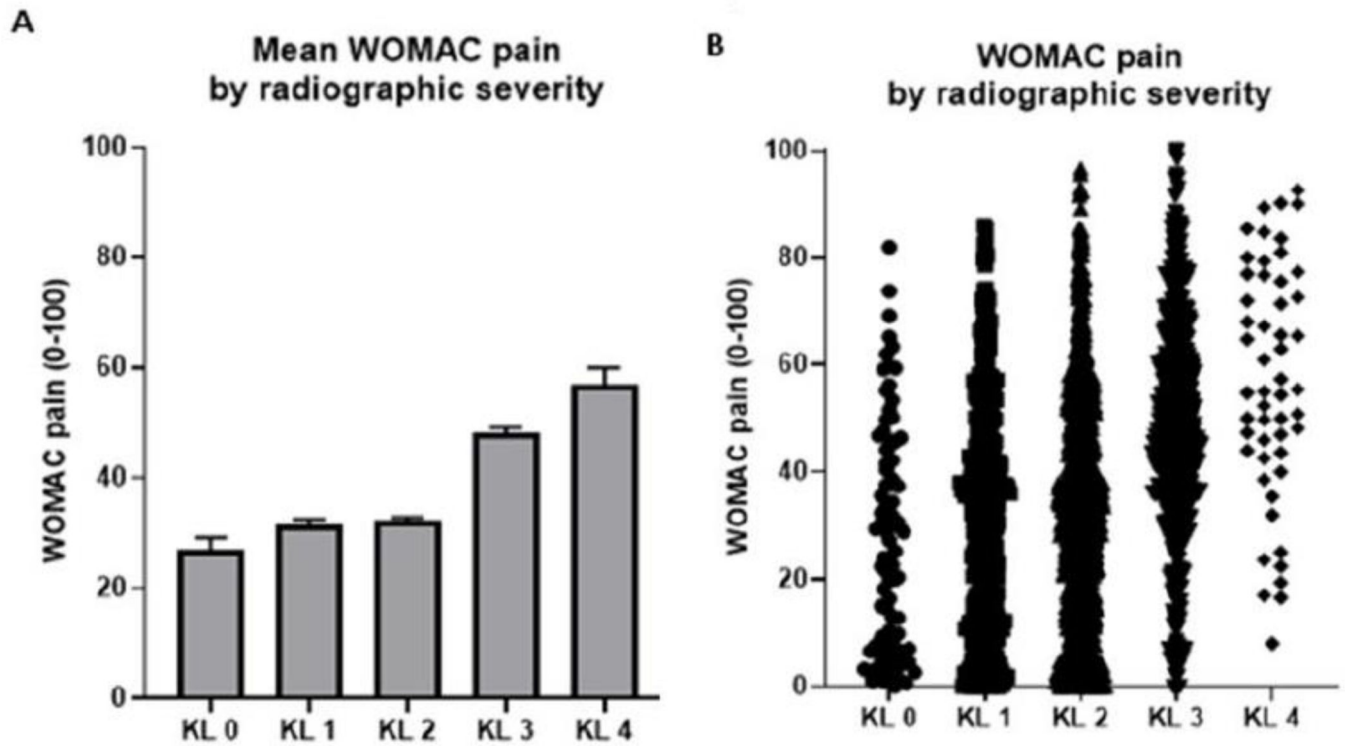 A
Mean WOMAC pain
by radiographic severity
WOMAC pain (0-100)
100
80
60
40
20
0
KL 0 KL 1 KL 2 KL 3 KL 4
B
WOMAC pain
by radiographic severity
WOMAC pain (0-100)
100
80
60
40
20
0
KL 0 KL 1 KL 2 KL 3 KL 4